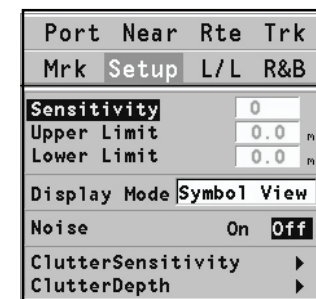 Port Near Rte Trk
Mrk Setup L/L R&B
Sensitivity 0
Upper Limit 0.0 m
Lower Limit 0.0 m
Display Mode Symbol View
Noise On Off
ClutterSensitivity
ClutterDepth